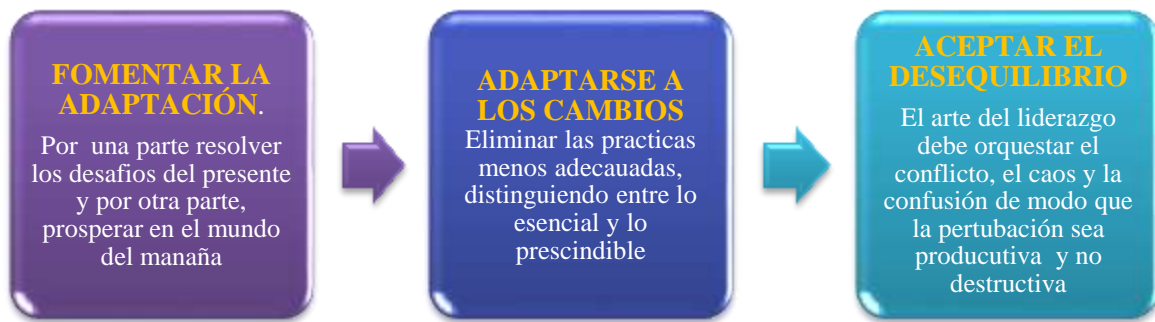 FOMENTAR LA
ADAPTACIÓN.
Por una parte resolver
los desafios del presente
y por otra parte,
prosperar en el mundo
del manaña
ADAPTARSE A
LOS CAMBIOS
Eliminar las practicas
menos adecauadas,
distinguiendo entre lo
esencial y lo
prescindible
ACEPTAR EL
DESEQUILIBRIO
El arte del liderazgo
debe orquestar el
conflicto, el caos y la
confusión de modo que
la pertubación sea
producutiva y no
destructiva